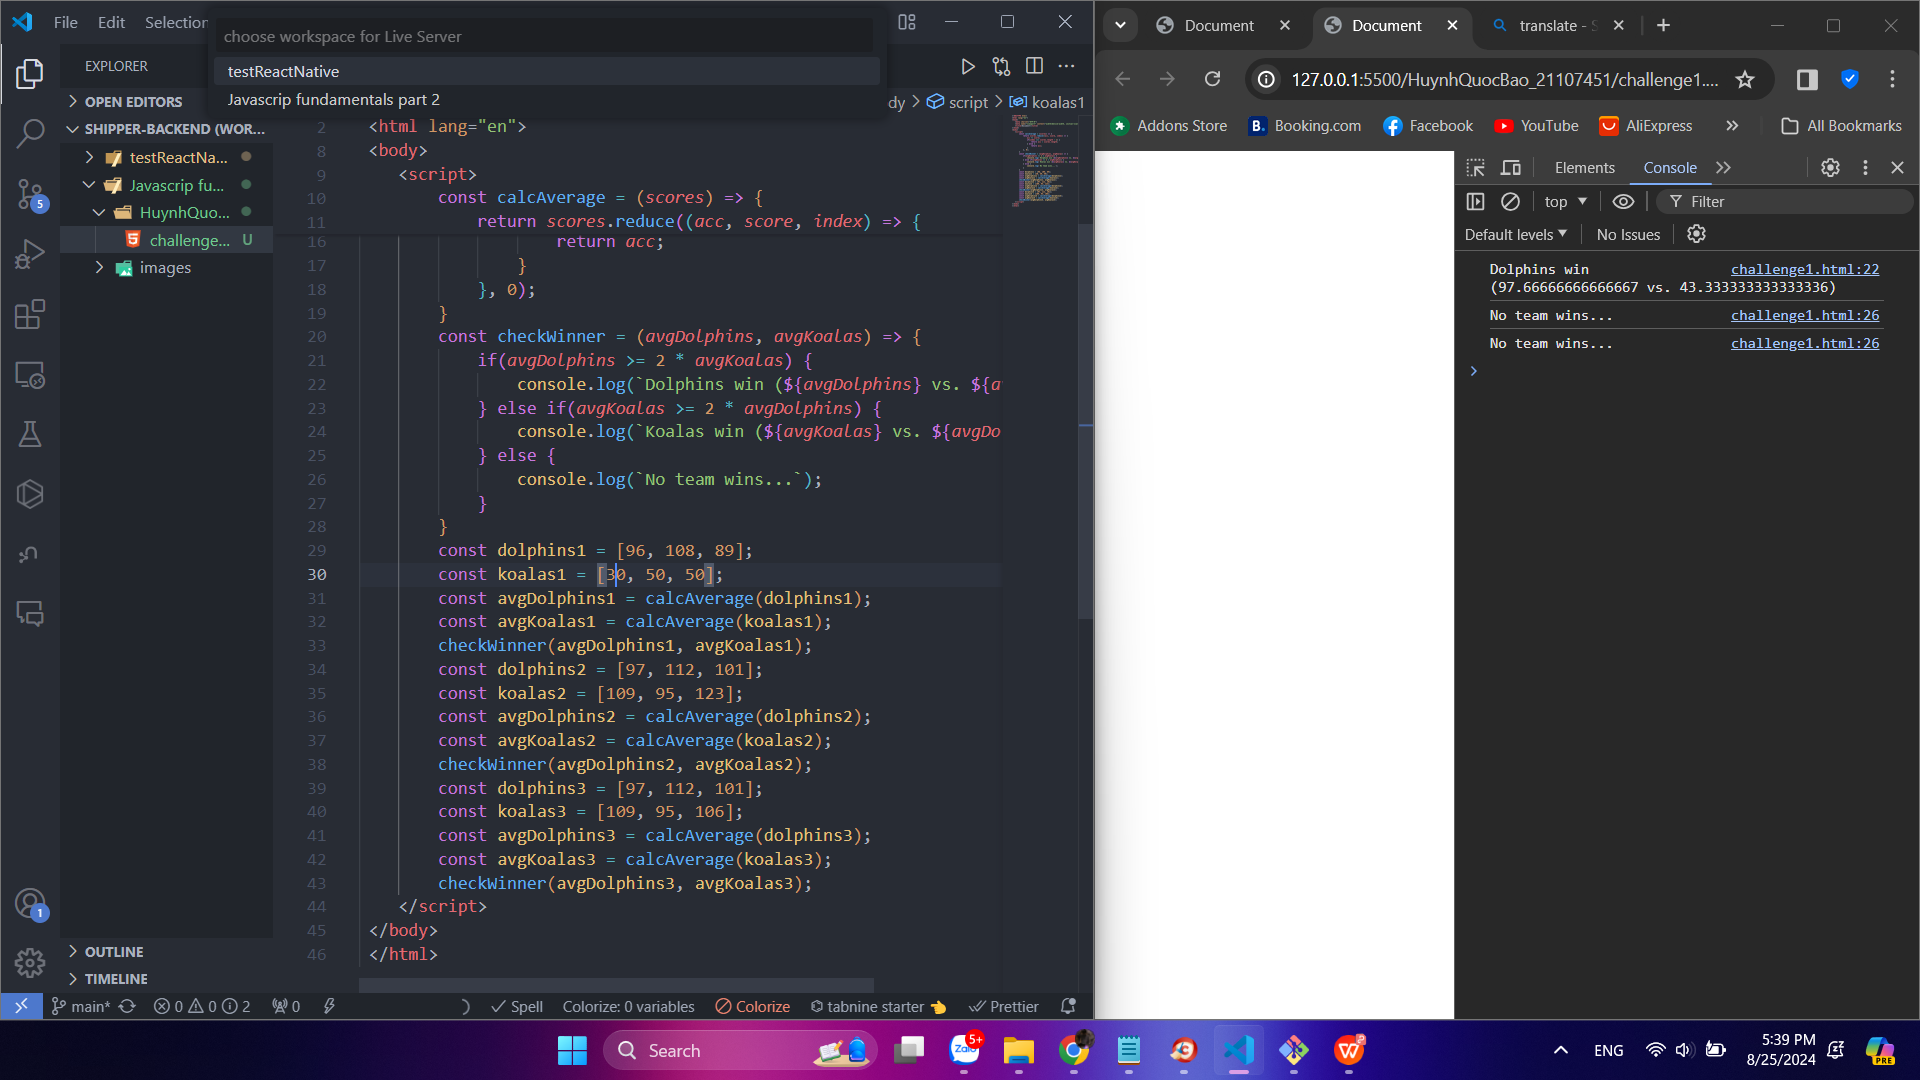 File Edit Selection
choose workspace for Live Server
testReactNative
Javascrip fundamentals part 2
EXPLORER
OPEN EDITORS
SHIPPER-BACKEND (WOR...
testReactNa...
Javascrip fu...
HuynhQuo...
challenge... U
images
OUTLINE
TIMELINE
5
1
dy > script > koalas1
2 <html lang="en">
8 <body>
9 <script>
10 const calcAverage = (scores) => {
11 return scores.reduce((acc, score, index) => {
16 return acc;
17 }
18 }, 0);
19 }
20 const checkWinner = (avgDolphins, avgKoalas) => {
21 if(avgDolphins >= 2 * avgKoalas) {
22 console.log(`Dolphins win (${avgDolphins} vs. ${a
23 } else if(avgKoalas >= 2 * avgDolphins) {
24 console.log(`Koalas win (${avgKoalas} vs. ${avgDo
25 } else {
26 console.log(`No team wins...`);
27 }
28 }
29 const dolphins1 = [96, 108, 89];
30 const koalas1 = [30, 50, 50];
31 const avgDolphins1 = calcAverage(dolphins1);
32 const avgKoalas1 = calcAverage(koalas1);
33 checkWinner(avgDolphins1, avgKoalas1);
34 const dolphins2 = [97, 112, 101];
35 const koalas2 = [109, 95, 123];
36 const avgDolphins2 = calcAverage(dolphins2);
37 const avgKoalas2 = calcAverage(koalas2);
38 checkWinner(avgDolphins2, avgKoalas2);
39 const dolphins3 = [97, 112, 101];
40 const koalas3 = [109, 95, 106];
41 const avgDolphins3 = calcAverage(dolphins3);
42 const avgKoalas3 = calcAverage(koalas3);
43 checkWinner(avgDolphins3, avgKoalas3);
44 </script>
45 </body>
46 </html>
main* 0 0 2 0 Spell Colorize: 0 variables Colorize tabnine starter Prettier
Document Document translate - S
127.0.0.1:5500/HuynhQuocBao_21107451/challenge1....
Addons Store Booking.com Facebook YouTube AliExpress All Bookmarks
Elements Console
top Filter
Default levels No Issues
Dolphins win challenge1.html:22
(97.66666666666667 vs. 43.333333333333336)
No team wins... challenge1.html:26
No team wins... challenge1.html:26
Search Zalo 5+ ENG 5:39 PM
8/25/2024 PRE